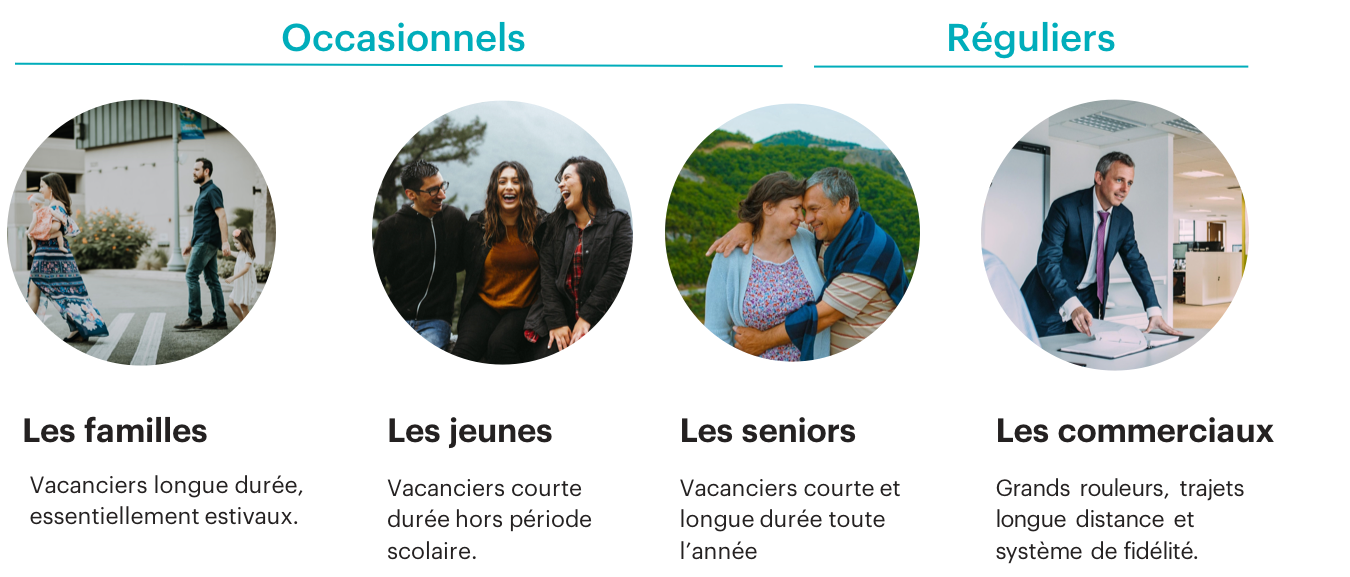 Occasionnels
Réguliers
Les familles
Vacanciers longue durée,
essentiellement estivaux.
Les jeunes
Vacanciers courte
durée hors période
scolaire.
Les seniors
Vacanciers courte et
longue durée toute
l’année
Les commerciaux
Grands rouleurs, trajets
longue distance et
système de fidélité.